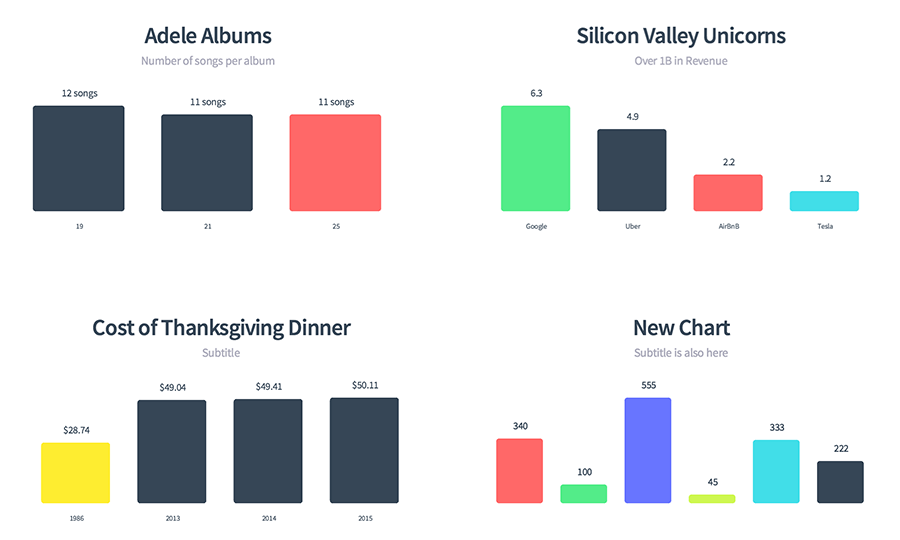 Adele Albums
Number of songs per album
12 songs
11 songs
11 songs
19
21
25
Silicon Valley Unicorns
Over 1B in Revenue
6.3
4.9
2.2
1.2
Google
Uber
AirBnB
Tesla
Cost of Thanksgiving Dinner
Subtitle
$28.74
$49.04
$49.41
$50.11
1986
2013
2014
2015
New Chart
Subtitle is also here
340
100
555
45
333
222